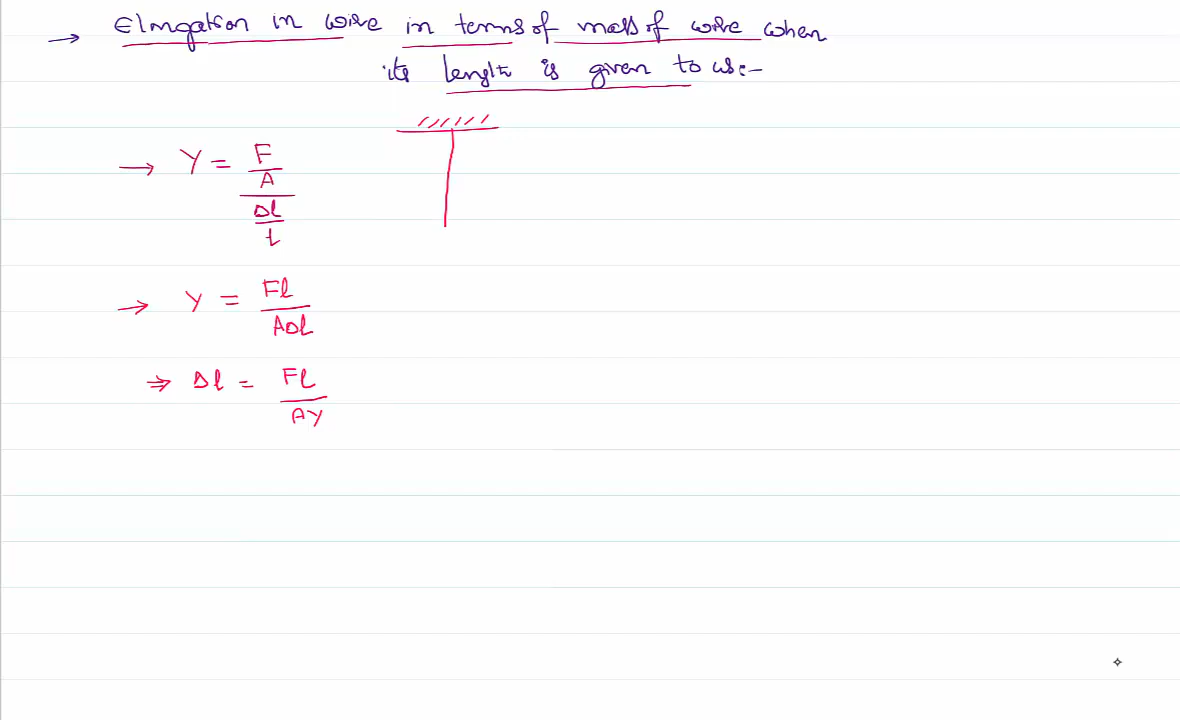 → Elongation in wire in terms of mass of wire when
its length is given to us:-
→ Y = F/A / Δl/l
→ Y = Fl/AΔl
⇒ Δl = Fl/AY